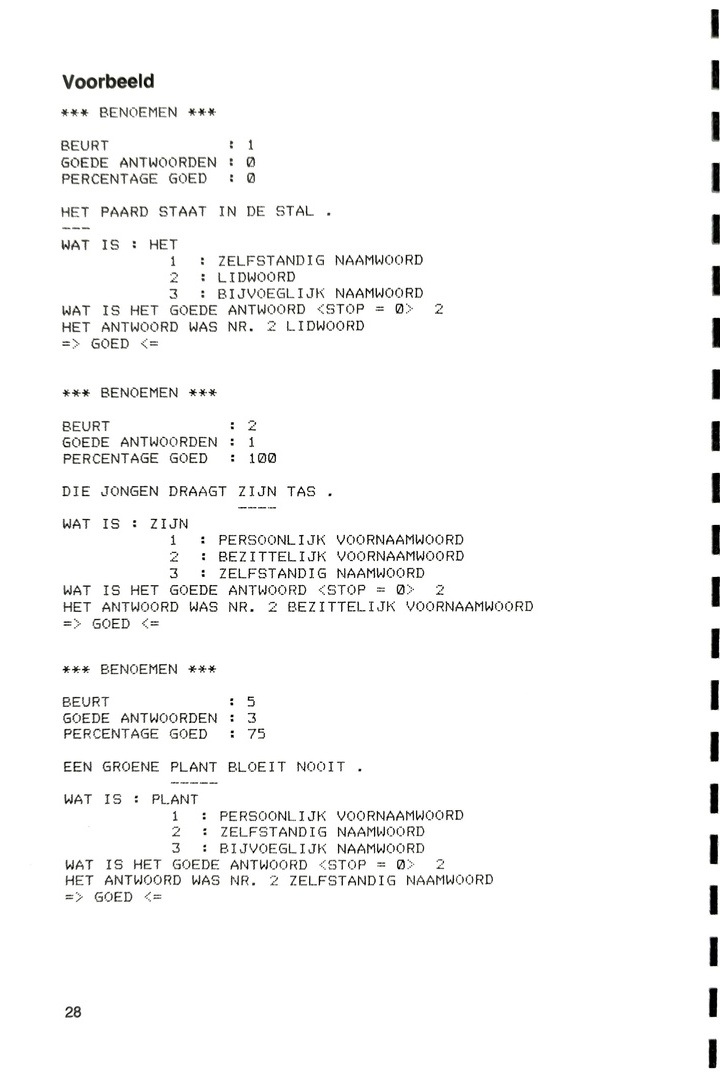 Voorbeeld
*** BENOEMEN ***
BEURT : 1
GOEDE ANTWOORDEN : 0
PERCENTAGE GOED : 0
HET PAARD STAAT IN DE STAL .
---
WAT IS : HET
1 : ZELFSTANDIG NAAMWOORD
2 : LIDWOORD
3 : BIJVOEGLIJK NAAMWOORD
WAT IS HET GOEDE ANTWOORD <STOP = 0> 2
HET ANTWOORD WAS NR. 2 LIDWOORD
=> GOED <=
*** BENOEMEN ***
BEURT : 2
GOEDE ANTWOORDEN : 1
PERCENTAGE GOED : 100
DIE JONGEN DRAAGT ZIJN TAS .
----
WAT IS : ZIJN
1 : PERSOONLIJK VOORNAAMWOORD
2 : BEZITTELIJK VOORNAAMWOORD
3 : ZELFSTANDIG NAAMWOORD
WAT IS HET GOEDE ANTWOORD <STOP = 0> 2
HET ANTWOORD WAS NR. 2 BEZITTELIJK VOORNAAMWOORD
=> GOED <=
*** BENOEMEN ***
BEURT : 5
GOEDE ANTWOORDEN : 3
PERCENTAGE GOED : 75
EEN GROENE PLANT BLOEIT NOOIT .
-----
WAT IS : PLANT
1 : PERSOONLIJK VOORNAAMWOORD
2 : ZELFSTANDIG NAAMWOORD
3 : BIJVOEGLIJK NAAMWOORD
WAT IS HET GOEDE ANTWOORD <STOP = 0> 2
HET ANTWOORD WAS NR. 2 ZELFSTANDIG NAAMWOORD
=> GOED <=
28